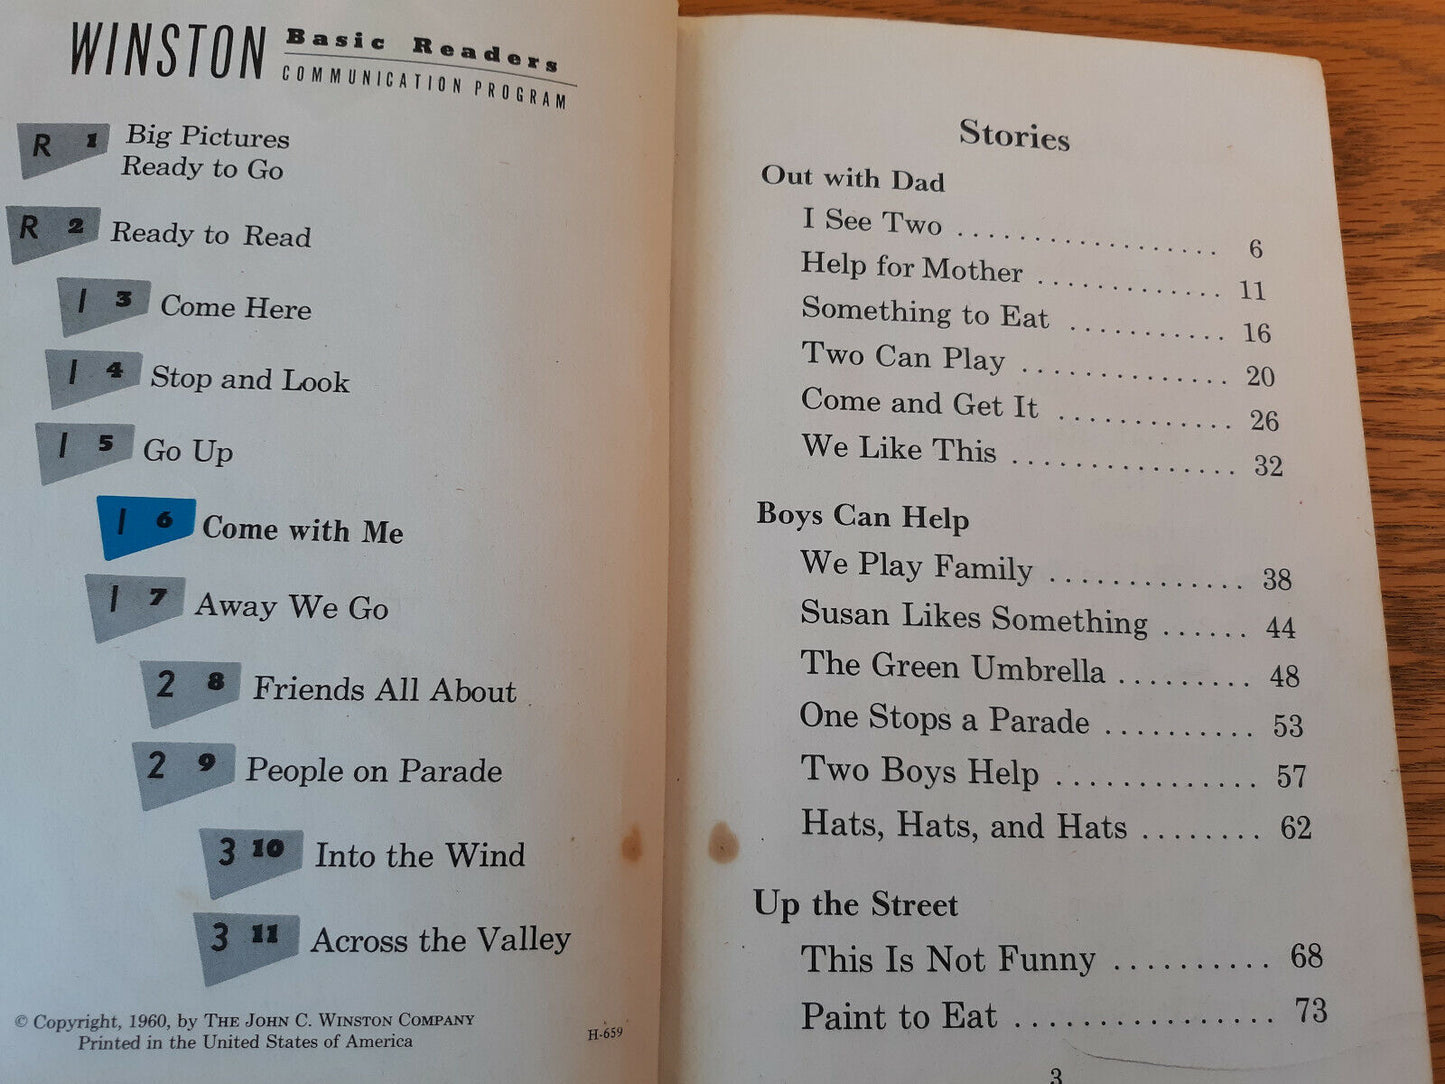 WINSTON Basic Readers
COMMUNICATION PROGRAM
R 1 Big Pictures
Ready to Go
R 2 Ready to Read
1 3 Come Here
1 4 Stop and Look
1 5 Go Up
1 6 Come with Me
1 7 Away We Go
2 8 Friends All About
2 9 People on Parade
3 10 Into the Wind
3 11 Across the Valley
© Copyright, 1960, by THE JOHN C. WINSTON COMPANY
Printed in the United States of America
H-659
Stories
Out with Dad
I See Two .................. 6
Help for Mother ............. 11
Something to Eat ........... 16
Two Can Play .............. 20
Come and Get It ............ 26
We Like This ............... 32
Boys Can Help
We Play Family ............. 38
Susan Likes Something ...... 44
The Green Umbrella ......... 48
One Stops a Parade .......... 53
Two Boys Help ............. 57
Hats, Hats, and Hats ........ 62
Up the Street
This Is Not Funny .......... 68
Paint to Eat .................. 73
3